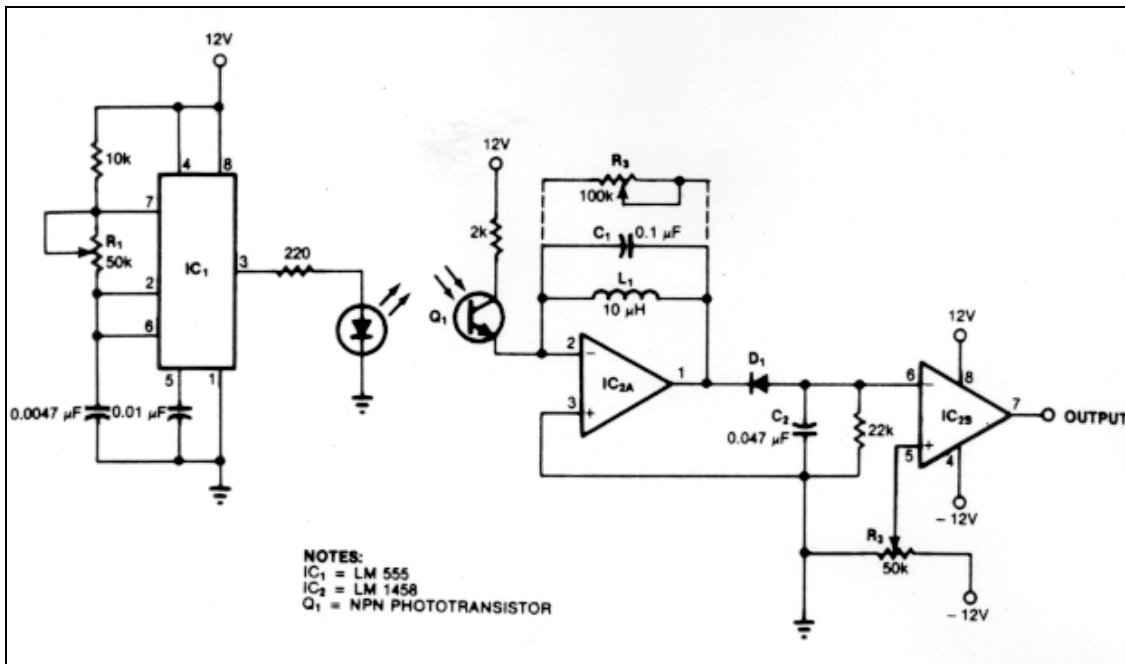 12V
10k
4
8
7
R1
50k
IC1
3
220
2
6
5
1
0.0047 µF
0.01 µF
12V
2k
Q1
R3
100k
C1
0.1 µF
L1
10 µH
2
−
IC2A
1
3
+
D1
C2
0.047 µF
22k
12V
6
−
8
IC2B
7
OUTPUT
5
+
4
− 12V
R3
50k
− 12V
NOTES:
IC1 = LM 555
IC2 = LM 1458
Q1 = NPN PHOTOTRANSISTOR